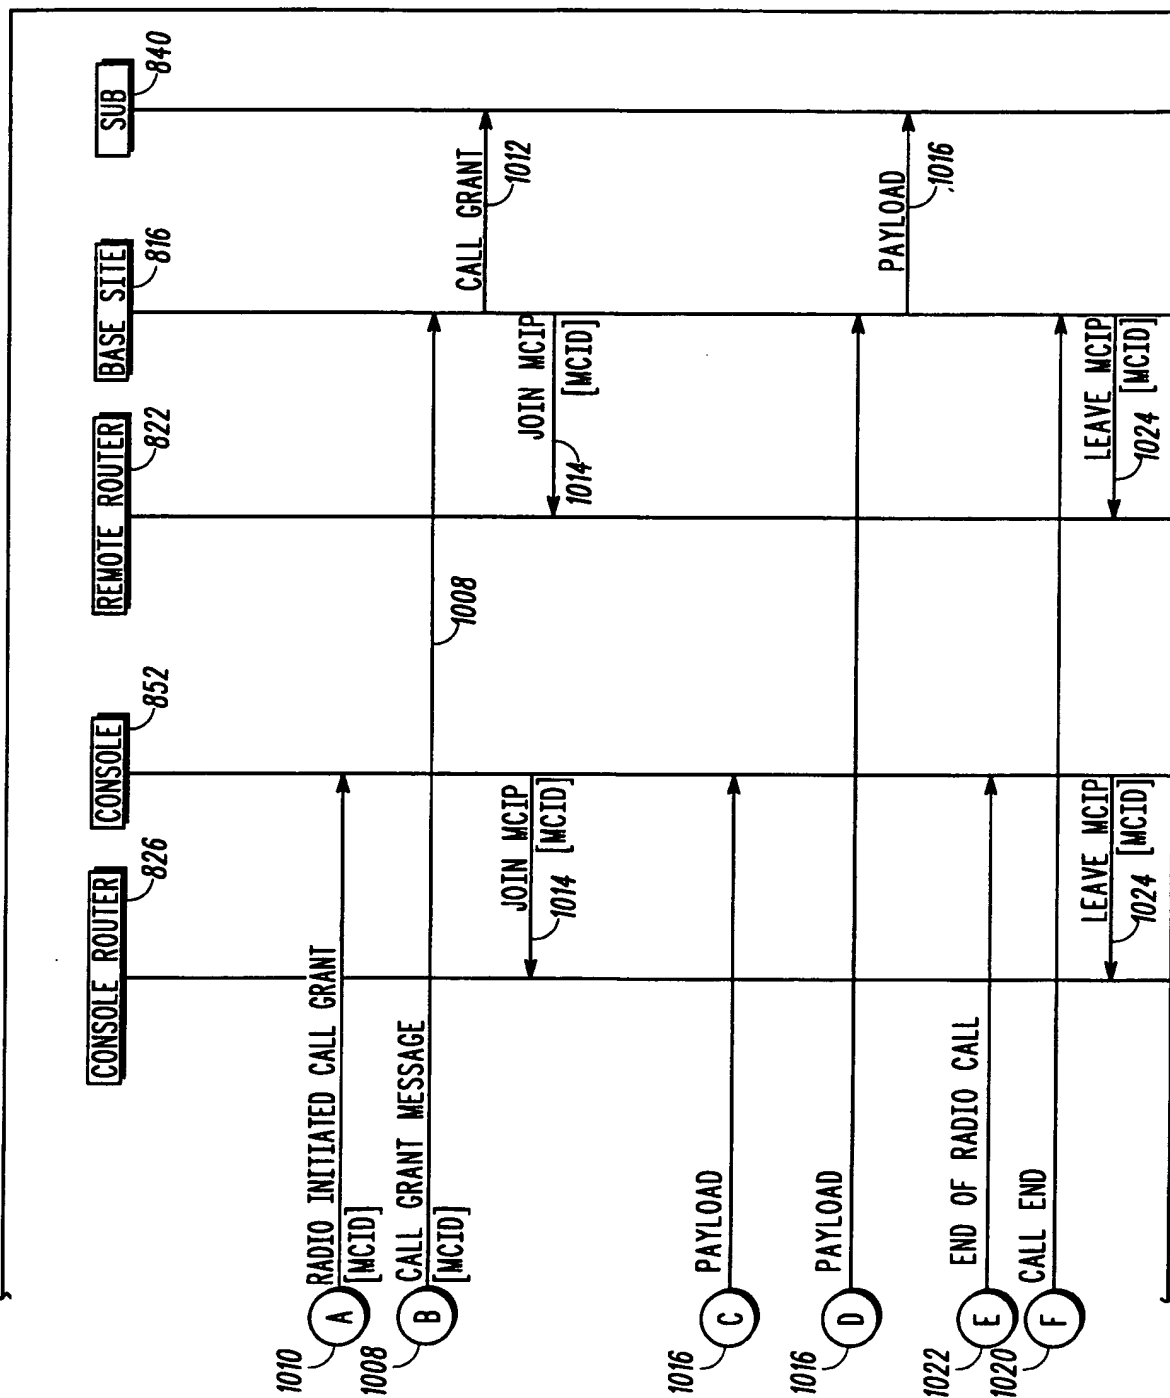 CONSOLE ROUTER
826
CONSOLE
852
REMOTE ROUTER
822
BASE SITE
816
SUB
840
1010
A
RADIO INITIATED CALL GRANT
[MCID]
1008
B
CALL GRANT MESSAGE
[MCID]
1008
CALL GRANT
1012
JOIN MCIP
[MCID]
1014
JOIN MCIP
[MCID]
1014
1016
C
PAYLOAD
1016
D
PAYLOAD
PAYLOAD
1016
1022
E
END OF RADIO CALL
1020
F
CALL END
LEAVE MCIP
[MCID]
1024
LEAVE MCIP
[MCID]
1024